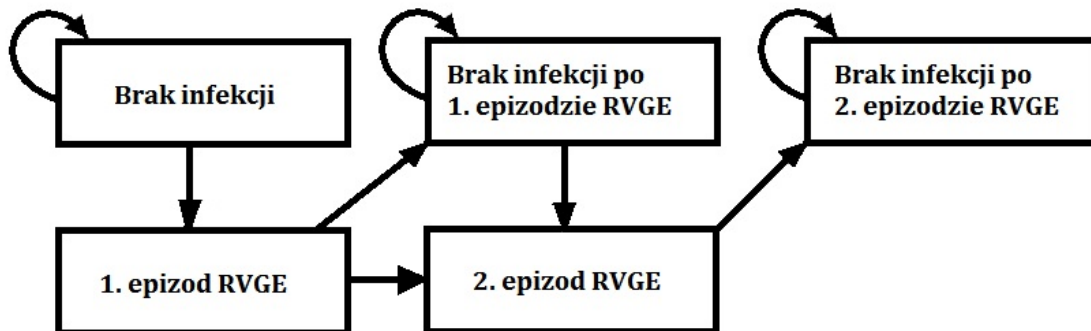 Brak infekcji
Brak infekcji po
1. epizodzie RVGE
Brak infekcji po
2. epizodzie RVGE
1. epizod RVGE
2. epizod RVGE